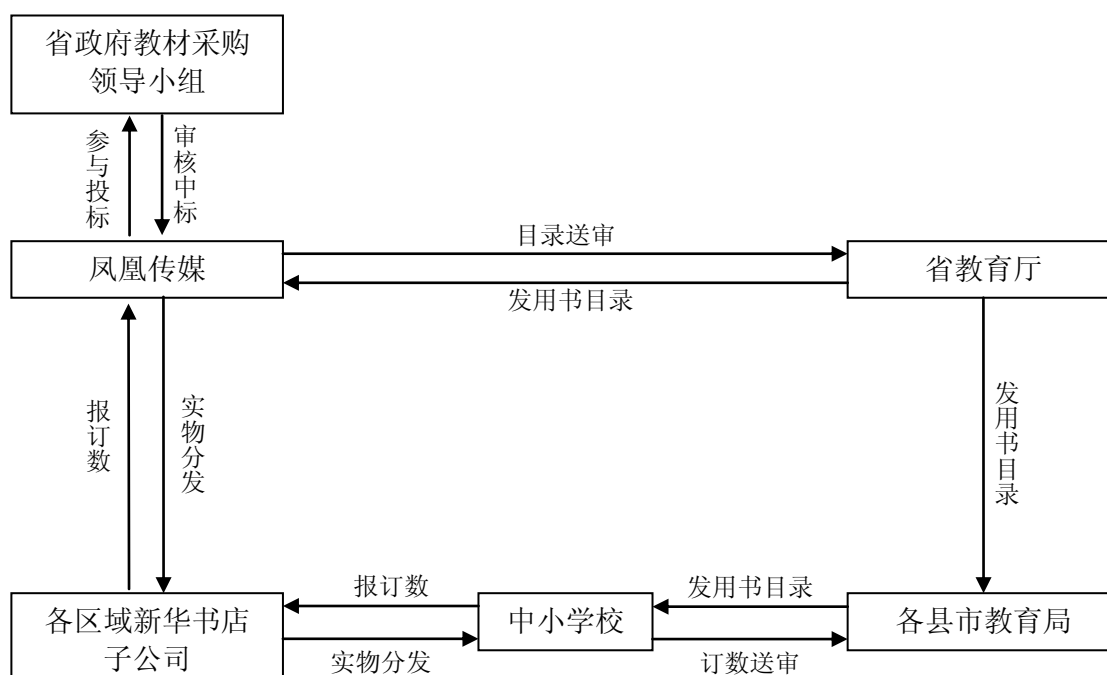 省政府教材采购
领导小组
参与投标
审核中标
目录送审
凤凰传媒
省教育厅
发用书目录
报订数
实物分发
发用书目录
报订数
发用书目录
各区域新华书店
子公司
中小学校
各县市教育局
实物分发
订数送审